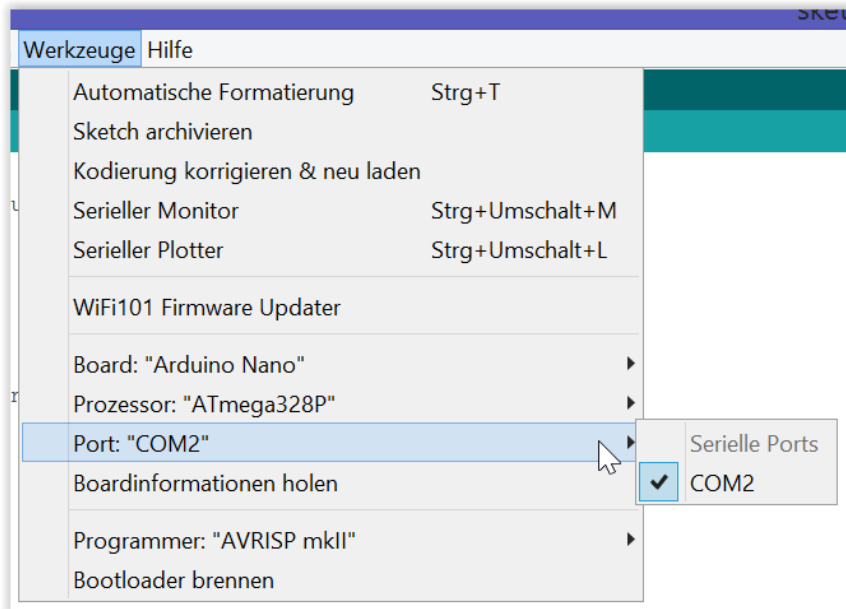 Werkzeuge Hilfe
Automatische Formatierung Strg+T
Sketch archivieren
Kodierung korrigieren & neu laden
Serieller Monitor Strg+Umschalt+M
Serieller Plotter Strg+Umschalt+L
WiFi101 Firmware Updater
Board: "Arduino Nano"
Prozessor: "ATmega328P"
Port: "COM2"
Serielle Ports
COM2
Boardinformationen holen
Programmer: "AVRISP mkII"
Bootloader brennen